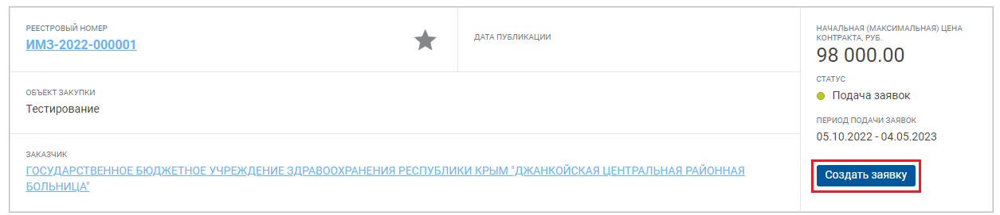 РЕЕСТРОВЫЙ НОМЕР
ИМЗ-2022-000001
ДАТА ПУБЛИКАЦИИ
ОБЪЕКТ ЗАКУПКИ
Тестирование
ЗАКАЗЧИК
ГОСУДАРСТВЕННОЕ БЮДЖЕТНОЕ УЧРЕЖДЕНИЕ ЗДРАВООХРАНЕНИЯ РЕСПУБЛИКИ КРЫМ "ДЖАНКОЙСКАЯ ЦЕНТРАЛЬНАЯ РАЙОННАЯ
БОЛЬНИЦА"
НАЧАЛЬНАЯ (МАКСИМАЛЬНАЯ) ЦЕНА
КОНТРАКТА, РУБ.
98 000.00
СТАТУС
Подача заявок
ПЕРИОД ПОДАЧИ ЗАЯВОК
05.10.2022 - 04.05.2023
Создать заявку